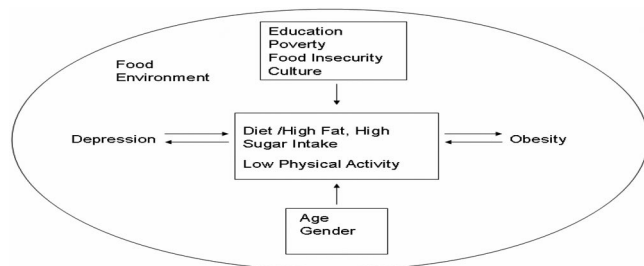 Education
Poverty
Food Insecurity
Culture
Food
Environment
Depression
Diet /High Fat, High
Sugar Intake
Low Physical Activity
Obesity
Age
Gender